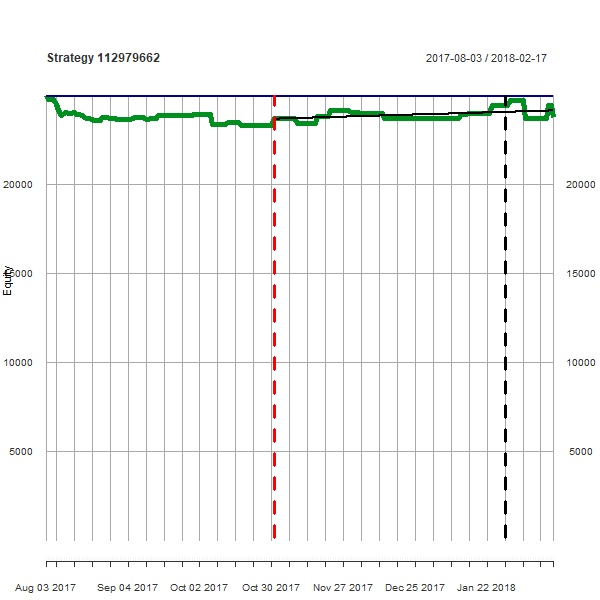 Strategy 112979662
2017-08-03 / 2018-02-17
20000
20000
15000
15000
Equity
10000
10000
5000
5000
Aug 03 2017
Sep 04 2017
Oct 02 2017
Oct 30 2017
Nov 27 2017
Dec 25 2017
Jan 22 2018